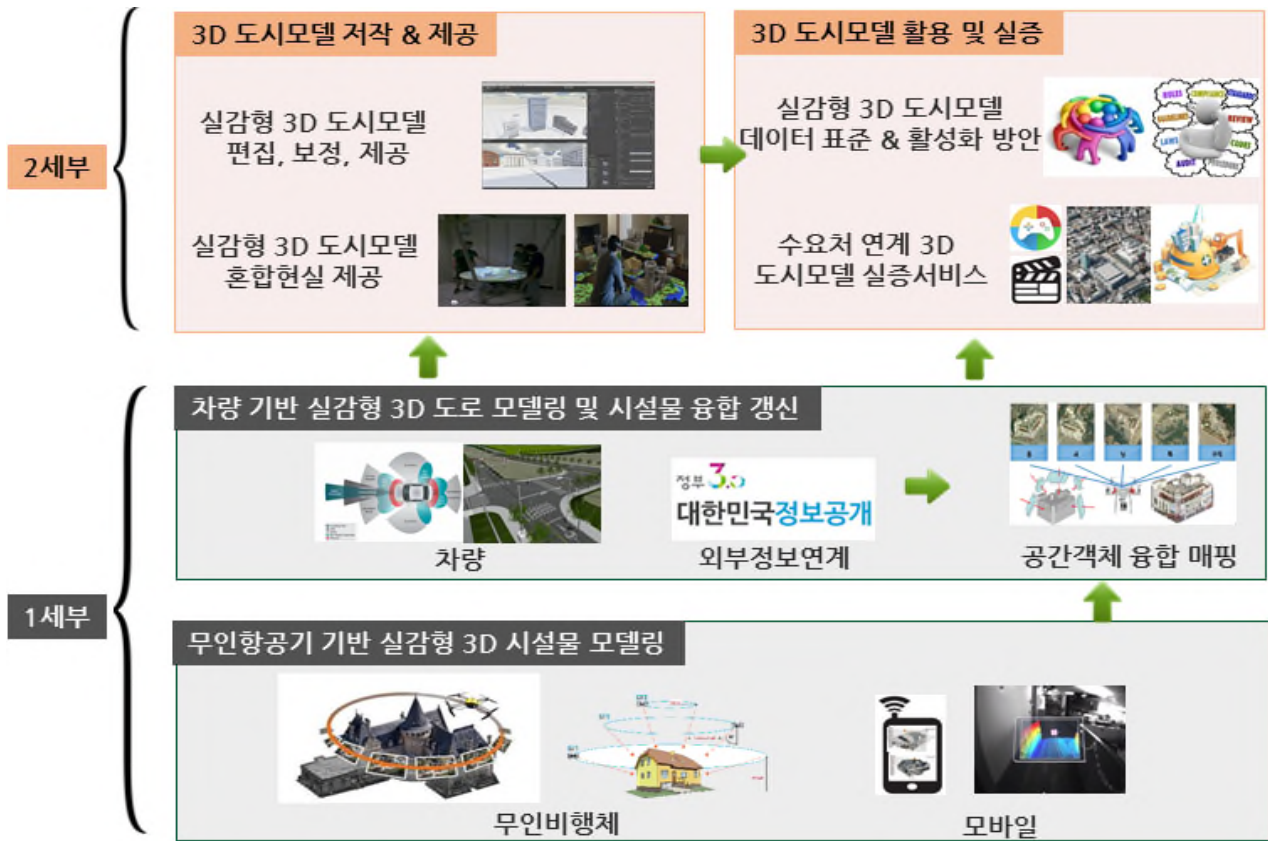 3D 도시모델 저작 & 제공
실감형 3D 도시모델
편집, 보정, 제공
실감형 3D 도시모델
혼합현실 제공
3D 도시모델 활용 및 실증
실감형 3D 도시모델
데이터 표준 & 활성화 방안
RULES
COMPLIANCE
STANDARDS
GUIDELINES
REVIEW
LAWS
CODES
AUDIT
수요처 연계 3D
도시모델 실증서비스
2세부
차량 기반 실감형 3D 도로 모델링 및 시설물 융합 갱신
정부 3.0
대한민국정보공개
차량
외부정보연계
공간객체 융합 매핑
1세부
무인항공기 기반 실감형 3D 시설물 모델링
무인비행체
모바일